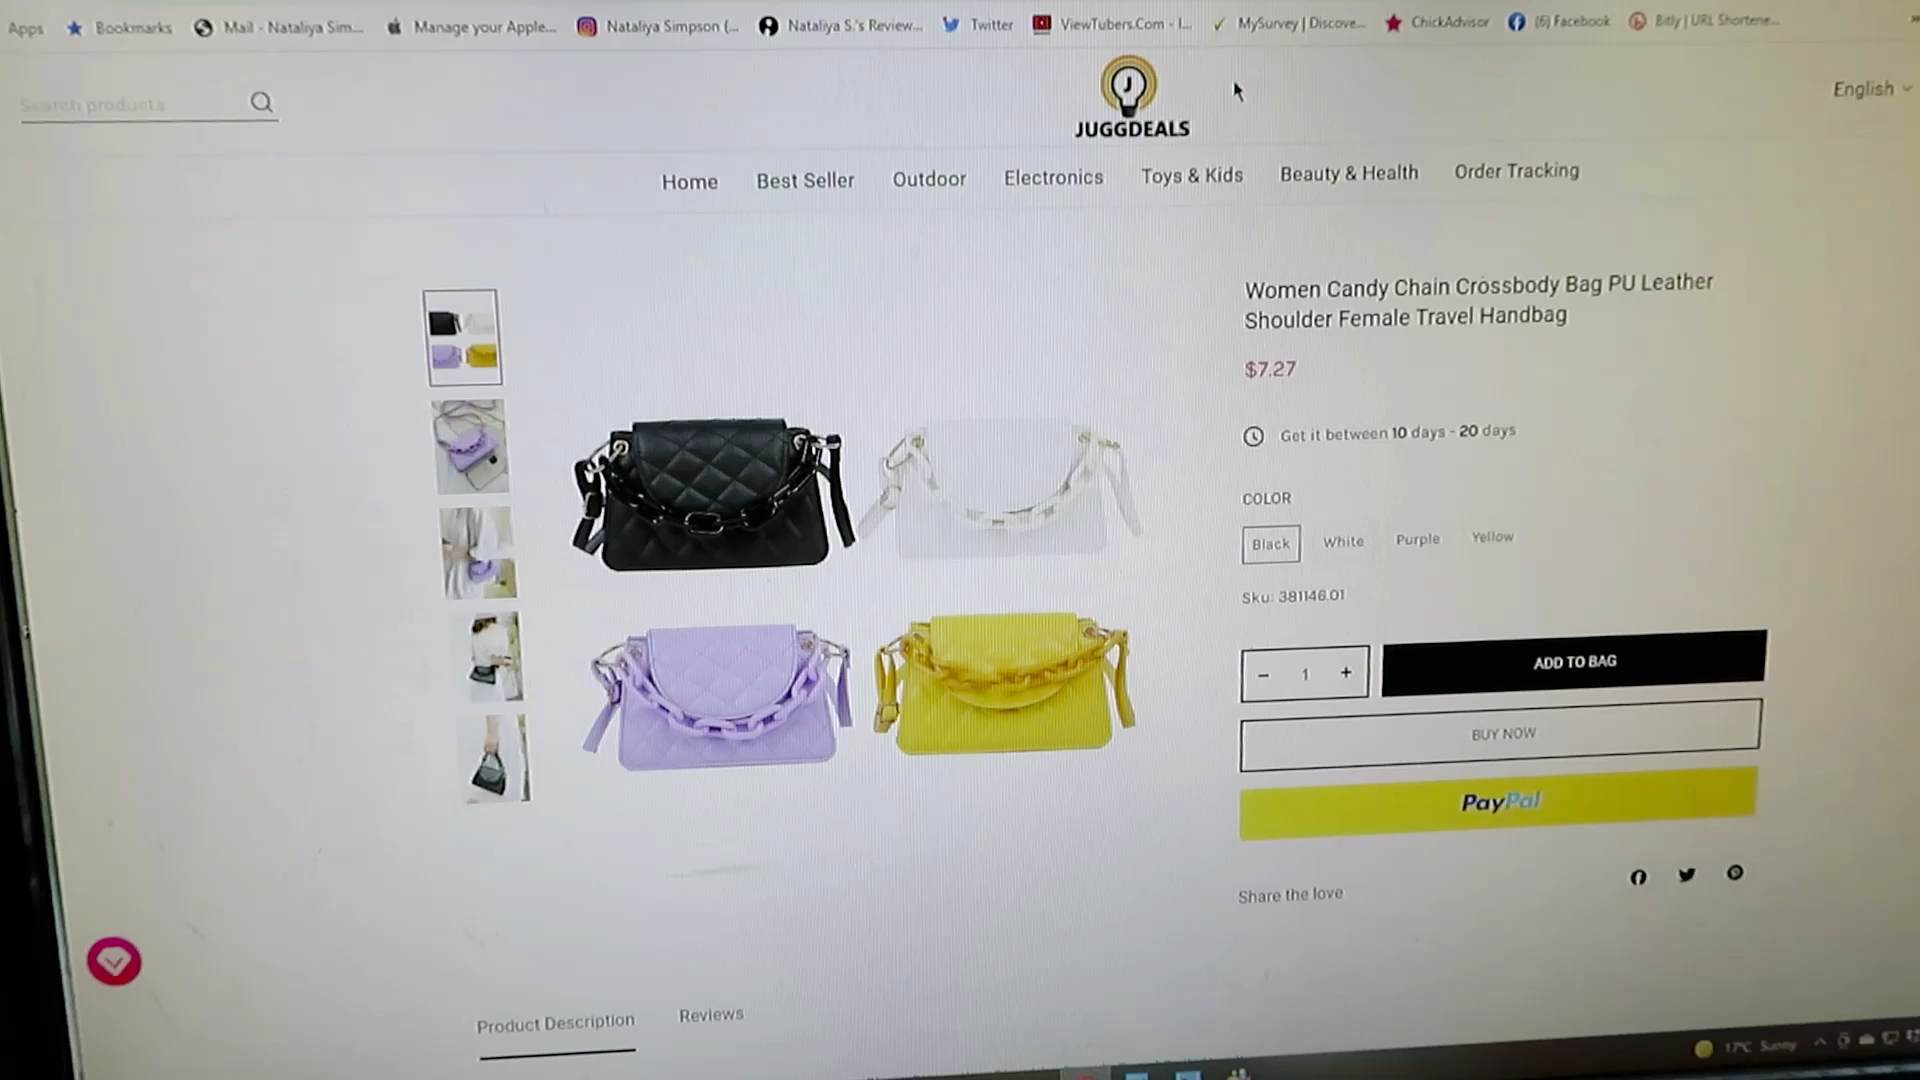 Apps Bookmarks Mail - Nataliya Sim... Manage your Apple... Nataliya Simpson (... Nataliya S.'s Review... Twitter ViewTubers.Com - I... MySurvey | Discove... ChickAdvisor (6) Facebook Bitly | URL Shortene...
Search products
J
JUGGDEALS
English
Home Best Seller Outdoor Electronics Toys & Kids Beauty & Health Order Tracking
Women Candy Chain Crossbody Bag PU Leather
Shoulder Female Travel Handbag
$7.27
Get it between 10 days - 20 days
COLOR
Black White Purple Yellow
Sku: 381146.01
− 1 + ADD TO BAG
BUY NOW
PayPal
Share the love
Product Description Reviews
17°C Sunny